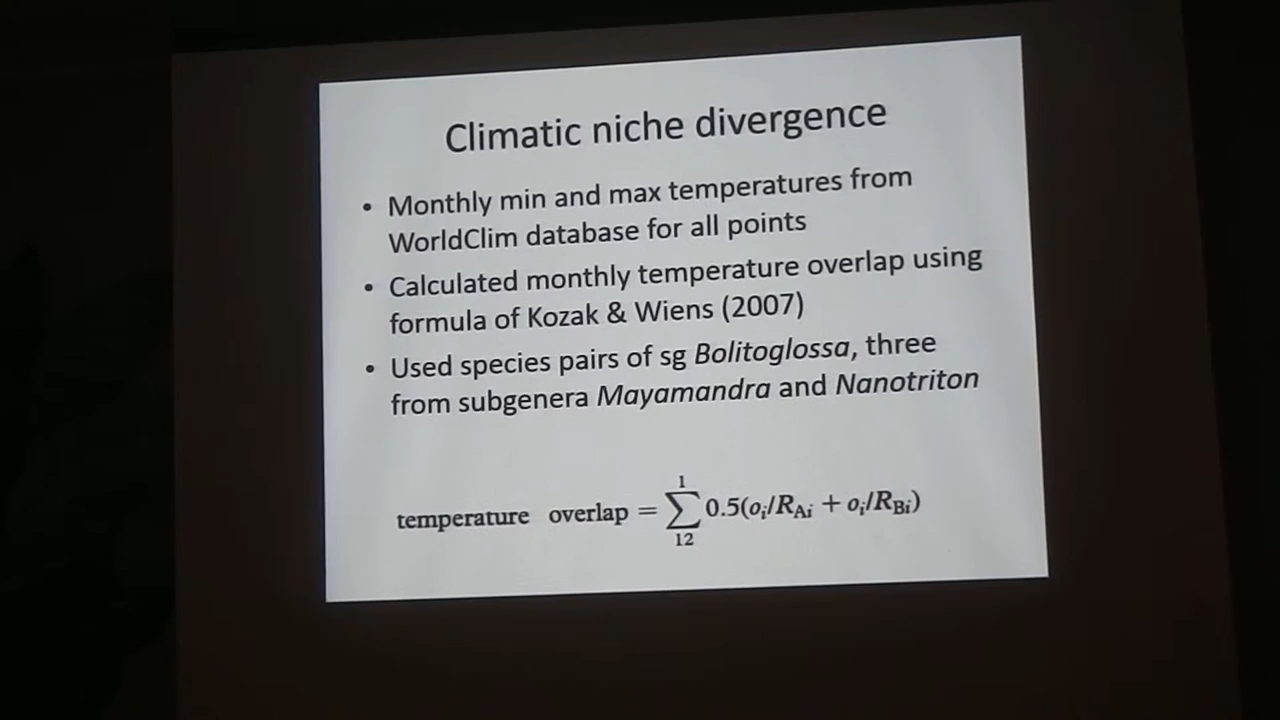 Climatic niche divergence
• Monthly min and max temperatures from
WorldClim database for all points
• Calculated monthly temperature overlap using
formula of Kozak & Wiens (2007)
• Used species pairs of sg Bolitoglossa, three
from subgenera Mayamandra and Nanotriton
1
temperature overlap = ∑ 0.5(oᵢ/R_Ai + oᵢ/R_Bi)
12